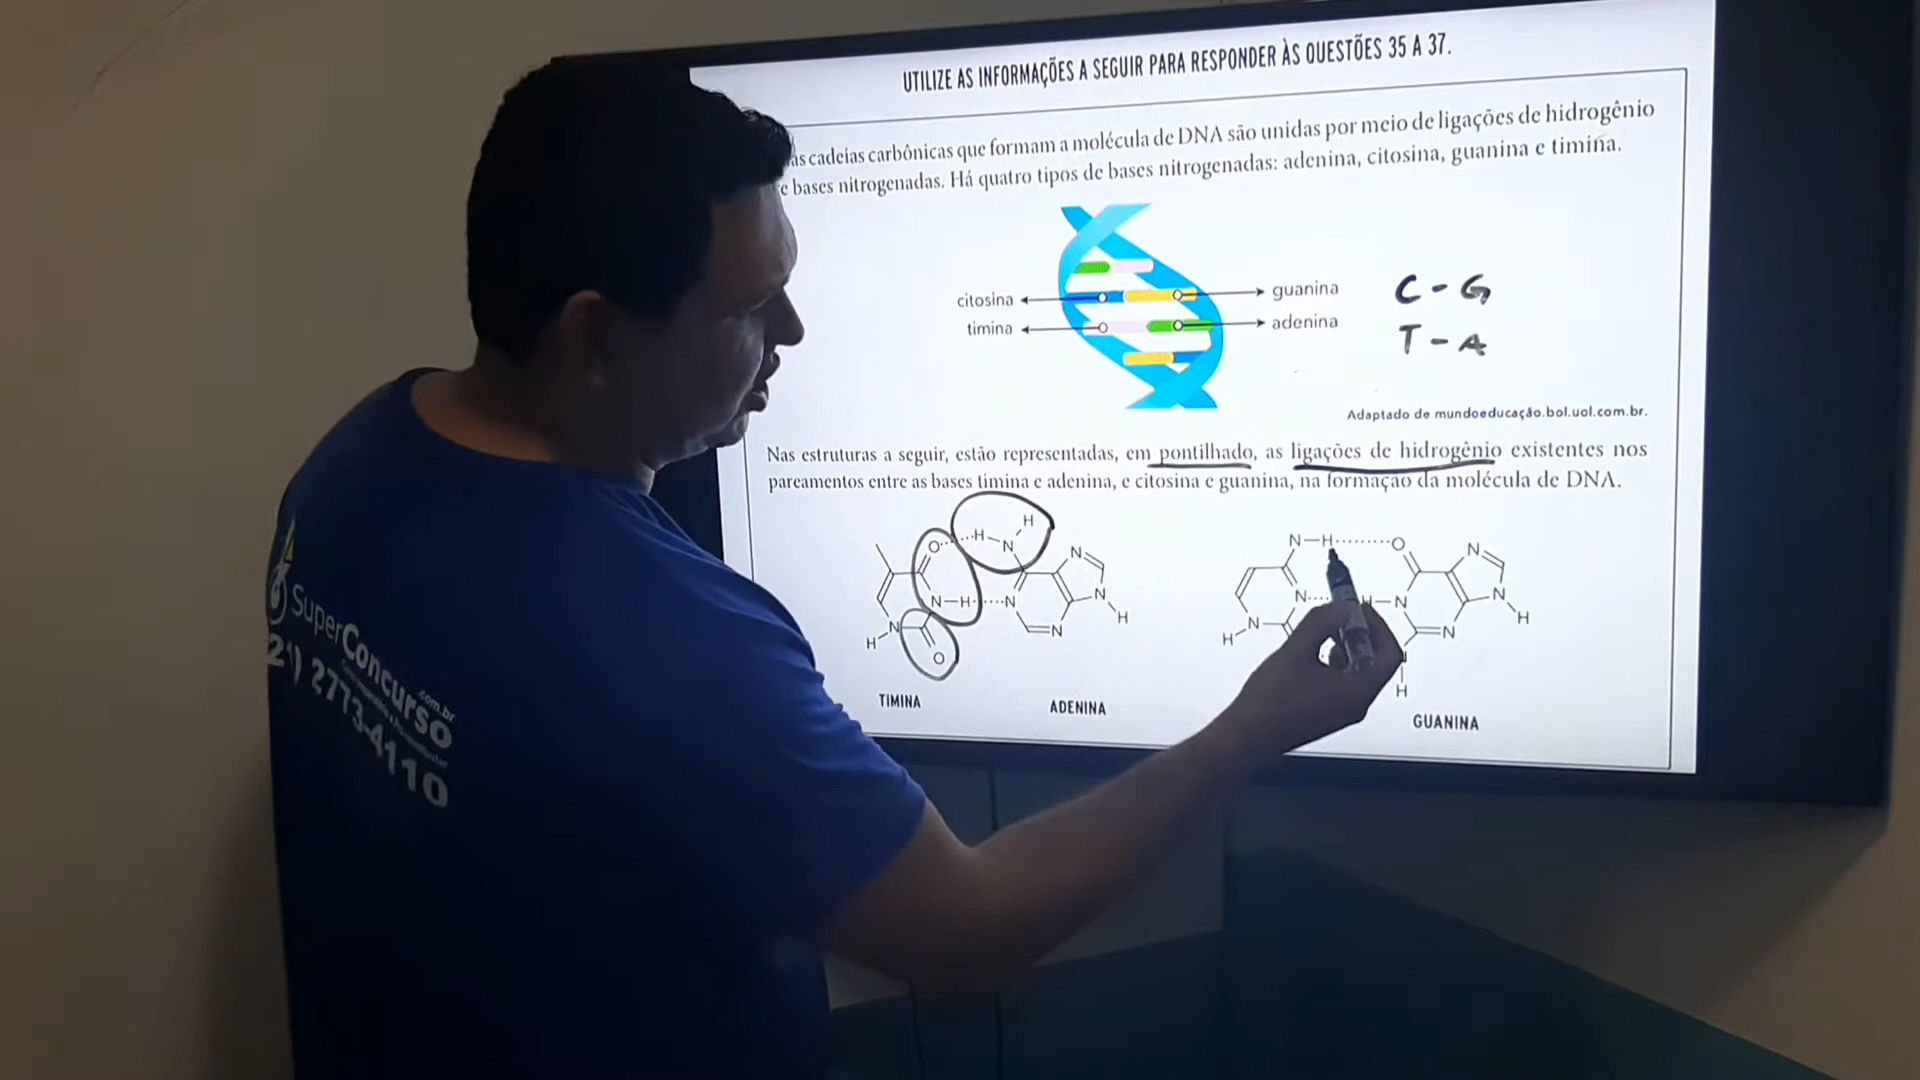 UTILIZE AS INFORMAÇÕES A SEGUIR PARA RESPONDER ÀS QUESTÕES 35 A 37.
as cadeias carbônicas que formam a molécula de DNA são unidas por meio de ligações de hidrogênio
e bases nitrogenadas. Há quatro tipos de bases nitrogenadas: adenina, citosina, guanina e timina.
citosina
guanina
C - G
timina
adenina
T - A
Adaptado de mundoeducação.bol.uol.com.br.
Nas estruturas a seguir, estão representadas, em pontilhado, as ligações de hidrogênio existentes nos
pareamentos entre as bases timina e adenina, e citosina e guanina, na formação da molécula de DNA.
H
O H N N
N H N N H
N H
O N
N H O N
N H N N H
N H
N
H
TIMINA
ADENINA
GUANINA
SuperConcurso
.com.br
21) 2773-4110